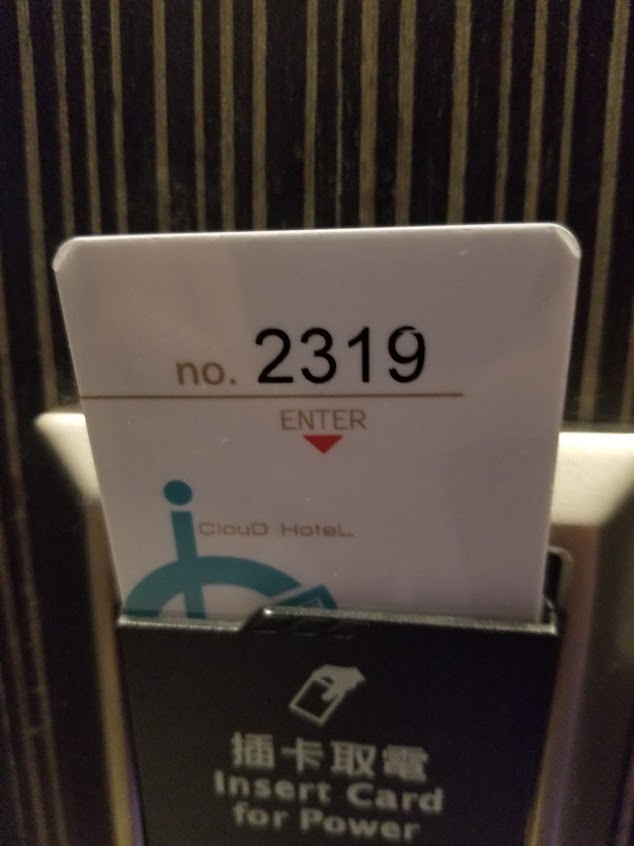 no. 2319
ENTER
ClouD HoteL
插卡取電
Insert Card
for Power